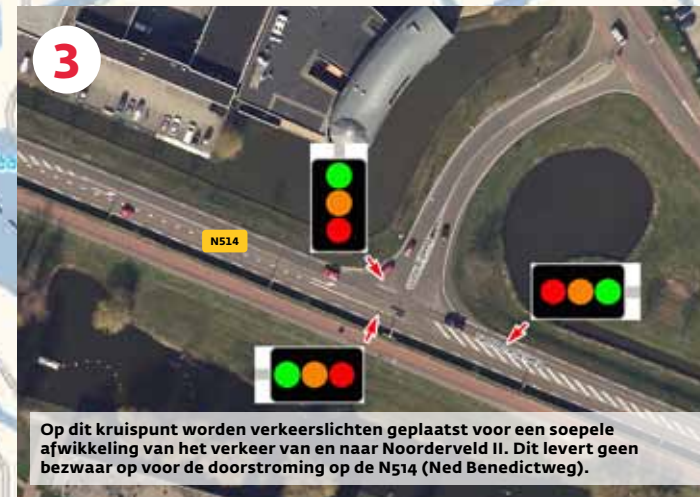 3
N514
Op dit kruispunt worden verkeerslichten geplaatst voor een soepele
afwikkeling van het verkeer van en naar Noorderveld II. Dit levert geen
bezwaar op voor de doorstroming op de N514 (Ned Benedictweg).